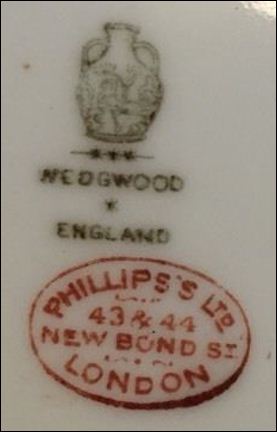 WEDGWOOD
ENGLAND
PHILLIPS'S LTD
43 & 44
NEW BOND ST.
LONDON